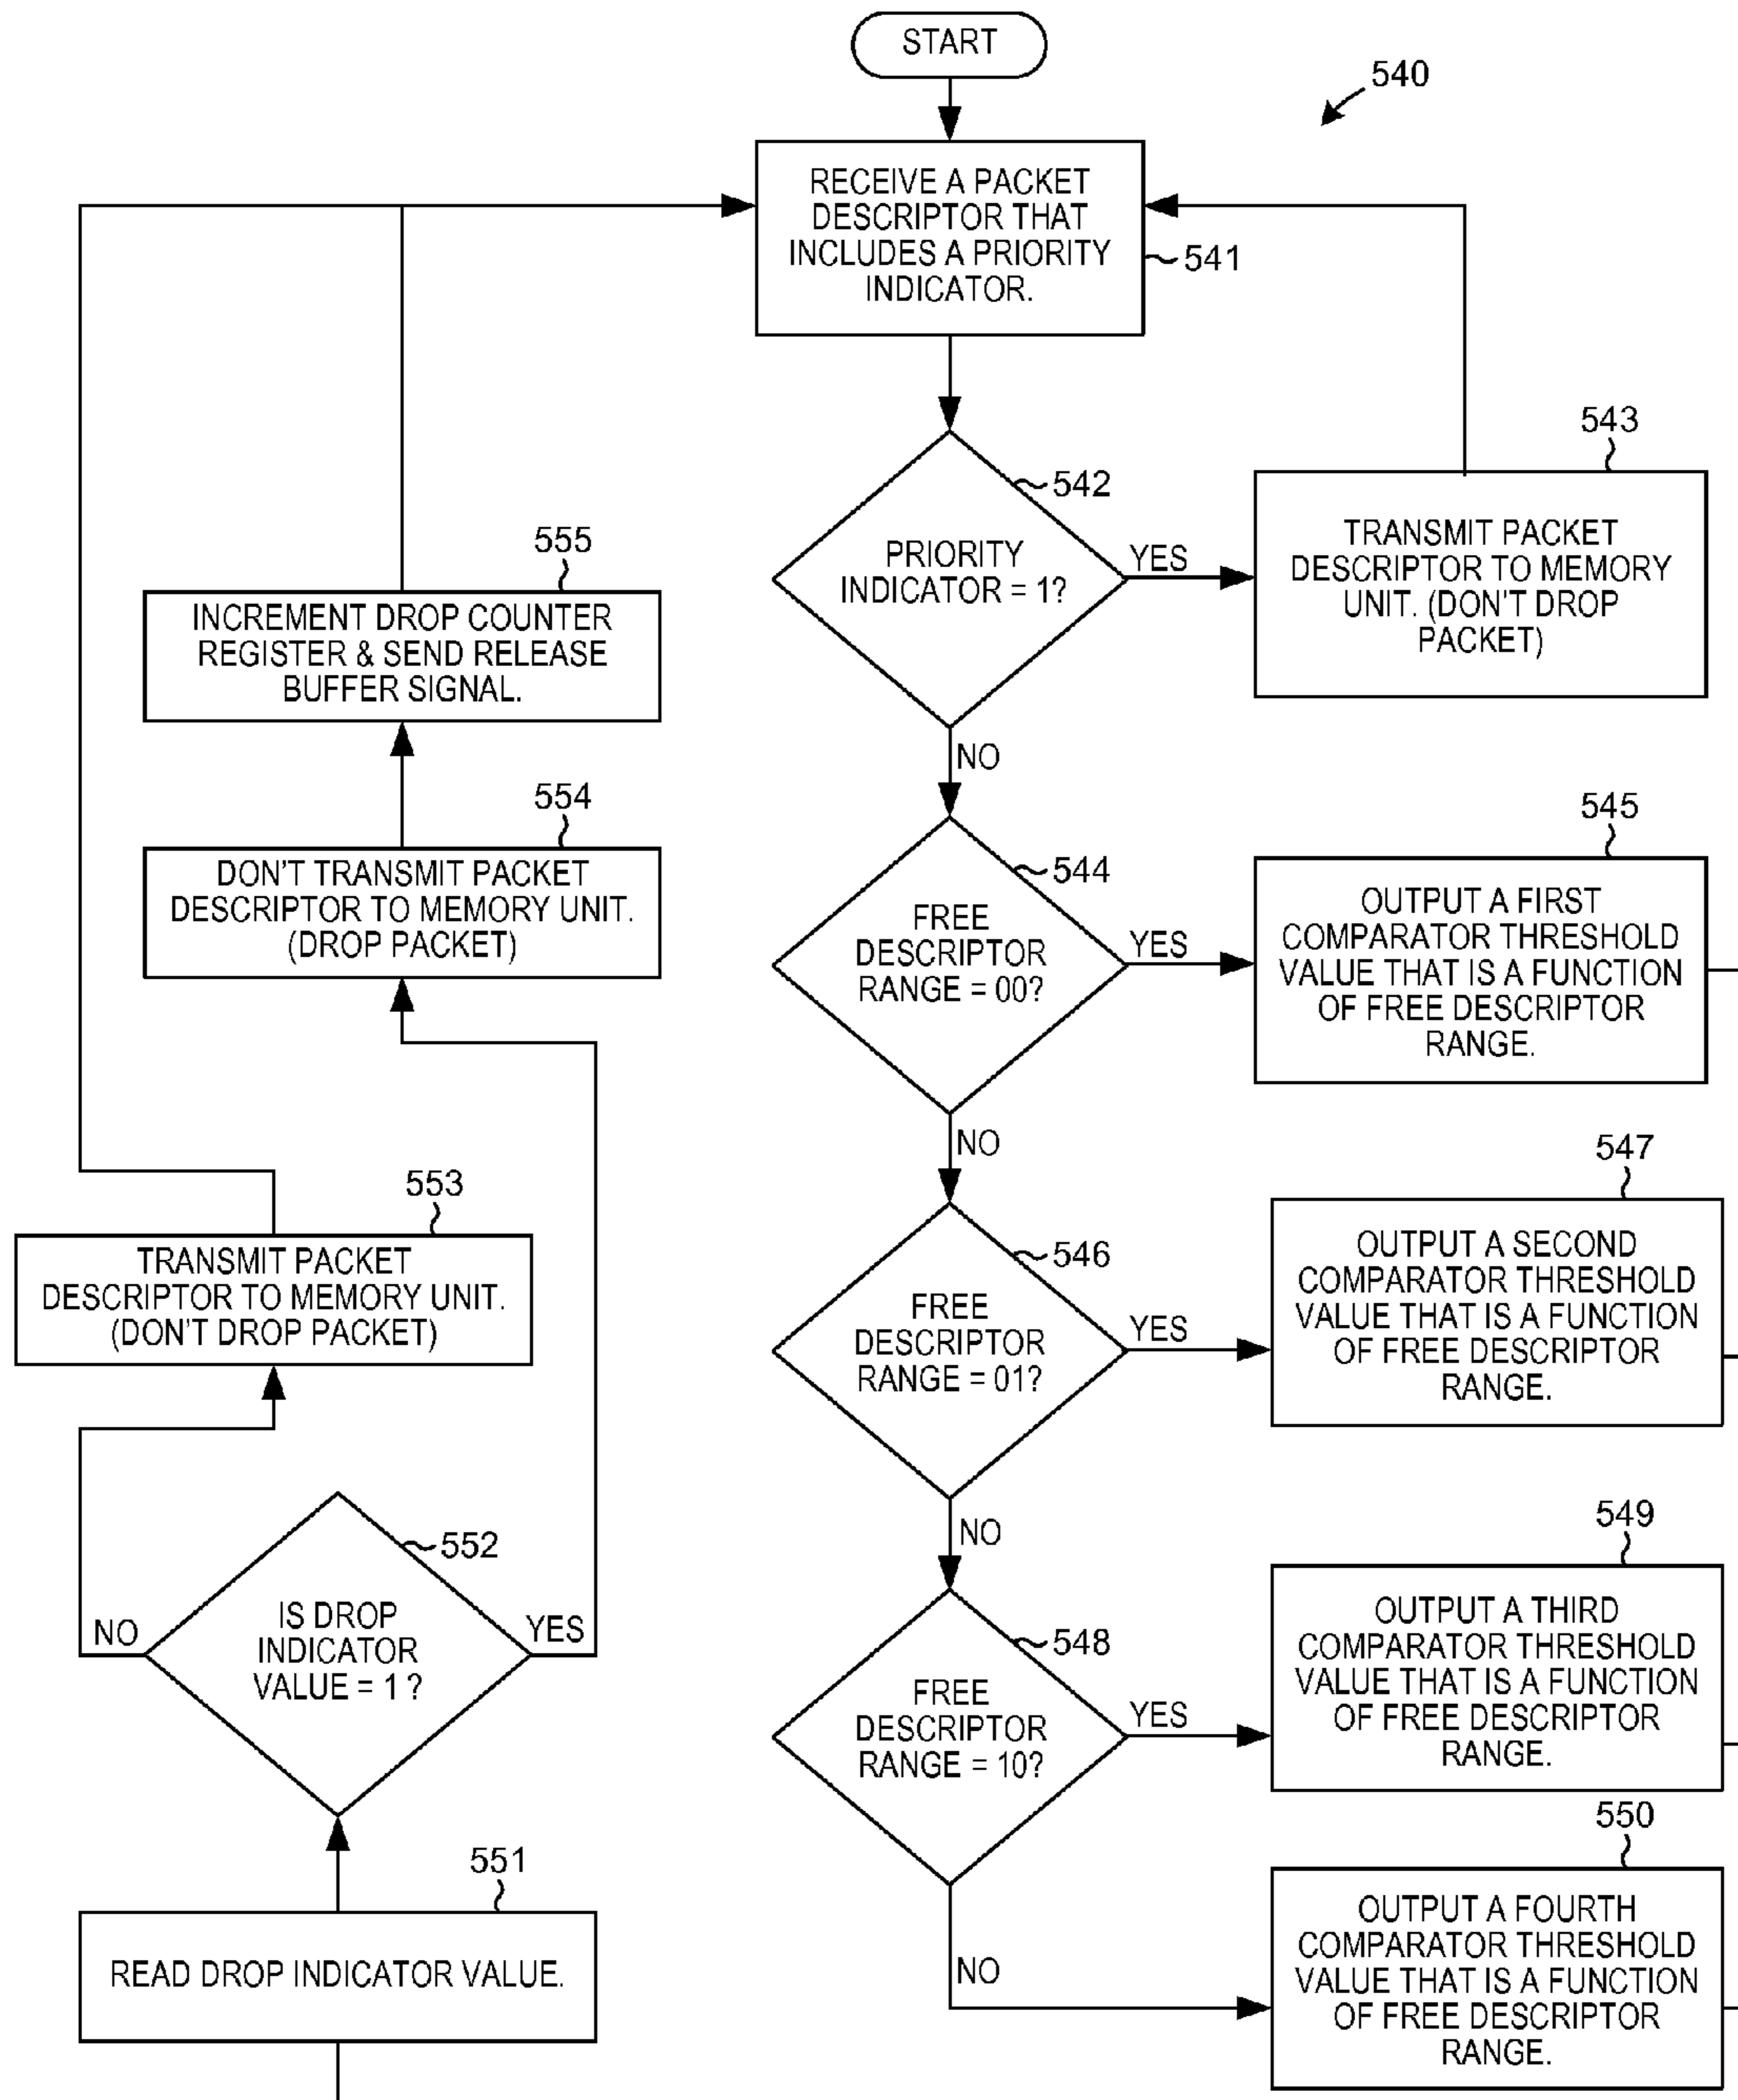 START
540
RECEIVE A PACKET
DESCRIPTOR THAT
INCLUDES A PRIORITY
INDICATOR.
541
542
PRIORITY
INDICATOR = 1?
YES
NO
543
TRANSMIT PACKET
DESCRIPTOR TO MEMORY
UNIT. (DON'T DROP
PACKET)
544
FREE
DESCRIPTOR
RANGE = 00?
YES
NO
545
OUTPUT A FIRST
COMPARATOR THRESHOLD
VALUE THAT IS A FUNCTION
OF FREE DESCRIPTOR
RANGE.
546
FREE
DESCRIPTOR
RANGE = 01?
YES
NO
547
OUTPUT A SECOND
COMPARATOR THRESHOLD
VALUE THAT IS A FUNCTION
OF FREE DESCRIPTOR
RANGE.
548
FREE
DESCRIPTOR
RANGE = 10?
YES
NO
549
OUTPUT A THIRD
COMPARATOR THRESHOLD
VALUE THAT IS A FUNCTION
OF FREE DESCRIPTOR
RANGE.
550
OUTPUT A FOURTH
COMPARATOR THRESHOLD
VALUE THAT IS A FUNCTION
OF FREE DESCRIPTOR
RANGE.
551
READ DROP INDICATOR VALUE.
552
IS DROP
INDICATOR
VALUE = 1 ?
NO
YES
553
TRANSMIT PACKET
DESCRIPTOR TO MEMORY UNIT.
(DON'T DROP PACKET)
554
DON'T TRANSMIT PACKET
DESCRIPTOR TO MEMORY UNIT.
(DROP PACKET)
555
INCREMENT DROP COUNTER
REGISTER & SEND RELEASE
BUFFER SIGNAL.